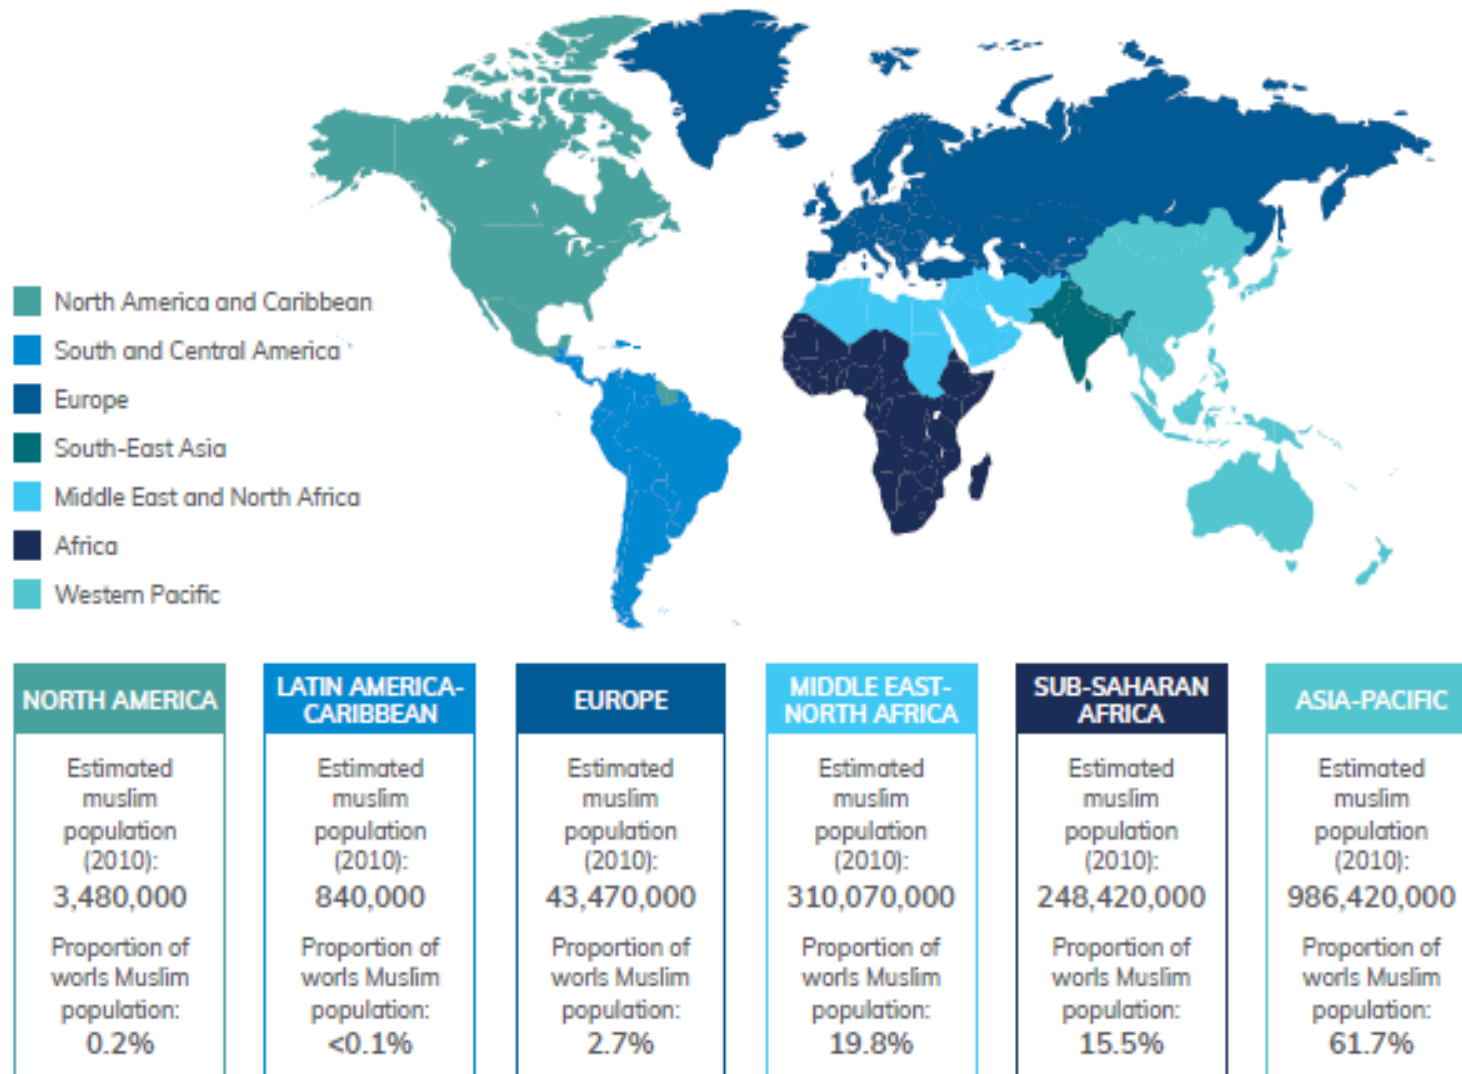 North America and Caribbean
South and Central America
Europe
South-East Asia
Middle East and North Africa
Africa
Western Pacific
NORTH AMERICA
Estimated
muslim
population
(2010):
3,480,000
Proportion of
worls Muslim
population:
0.2%
LATIN AMERICA-
CARIBBEAN
Estimated
muslim
population
(2010):
840,000
Proportion of
worls Muslim
population:
<0.1%
EUROPE
Estimated
muslim
population
(2010):
43,470,000
Proportion of
worls Muslim
population:
2.7%
MIDDLE EAST-
NORTH AFRICA
Estimated
muslim
population
(2010):
310,070,000
Proportion of
worls Muslim
population:
19.8%
SUB-SAHARAN
AFRICA
Estimated
muslim
population
(2010):
248,420,000
Proportion of
worls Muslim
population:
15.5%
ASIA-PACIFIC
Estimated
muslim
population
(2010):
986,420,000
Proportion of
worls Muslim
population:
61.7%